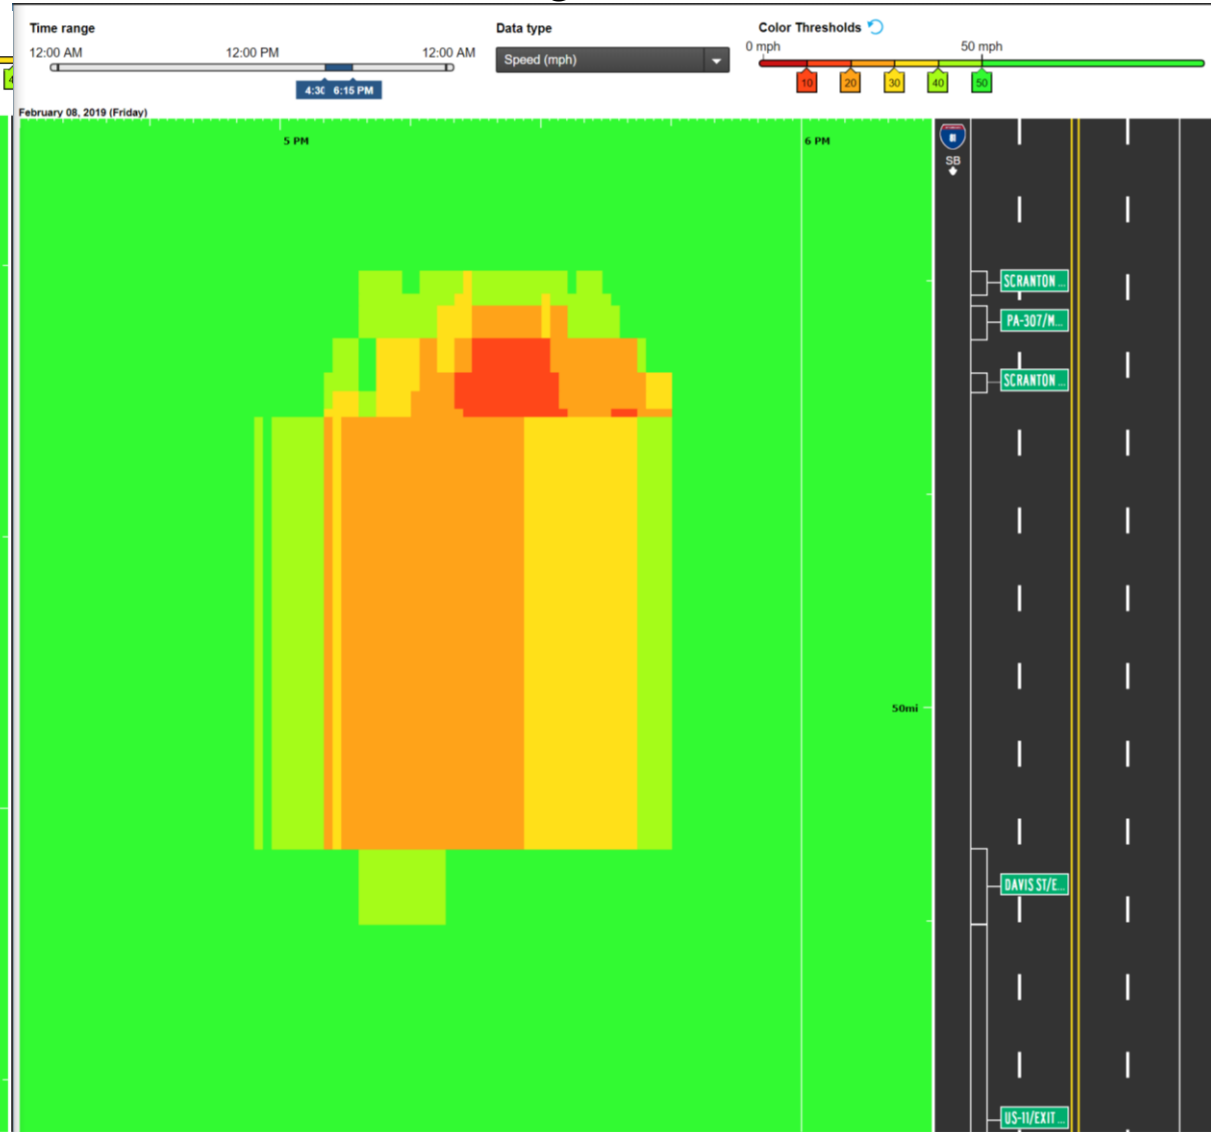 Time range
Data type
Color Thresholds
12:00 AM
12:00 PM
12:00 AM
Speed (mph)
0 mph
50 mph
10
20
30
40
50
4:30
6:15 PM
February 08, 2019 (Friday)
5 PM
6 PM
SB
SCRANTON ...
PA-307/M...
SCRANTON ...
50mi
DAVIS ST/E...
US-11/EXIT ...